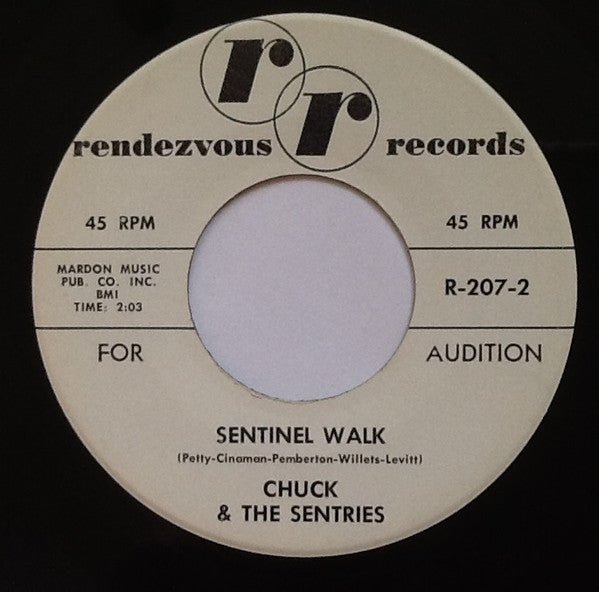 r
r
rendezvous records
45 RPM
45 RPM
MARDON MUSIC
PUB. CO. INC.
BMI
TIME: 2:03
R-207-2
FOR AUDITION
SENTINEL WALK
(Petty-Cinaman-Pemberton-Willets-Levitt)
CHUCK
& THE SENTRIES